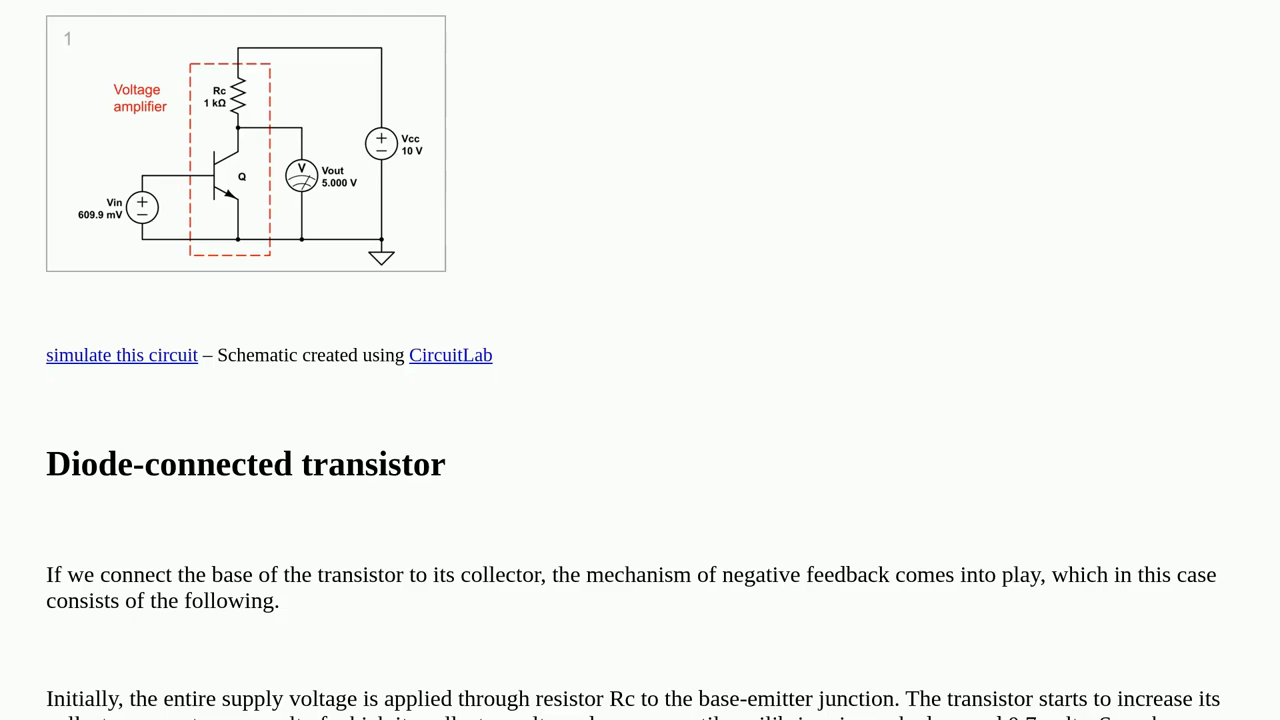 1
Voltage
amplifier
Rc
1 kΩ
Vcc
10 V
V
Vout
5.000 V
Q
Vin
609.9 mV
simulate this circuit – Schematic created using CircuitLab
Diode-connected transistor
If we connect the base of the transistor to its collector, the mechanism of negative feedback comes into play, which in this case
consists of the following.
Initially, the entire supply voltage is applied through resistor Rc to the base-emitter junction. The transistor starts to increase its